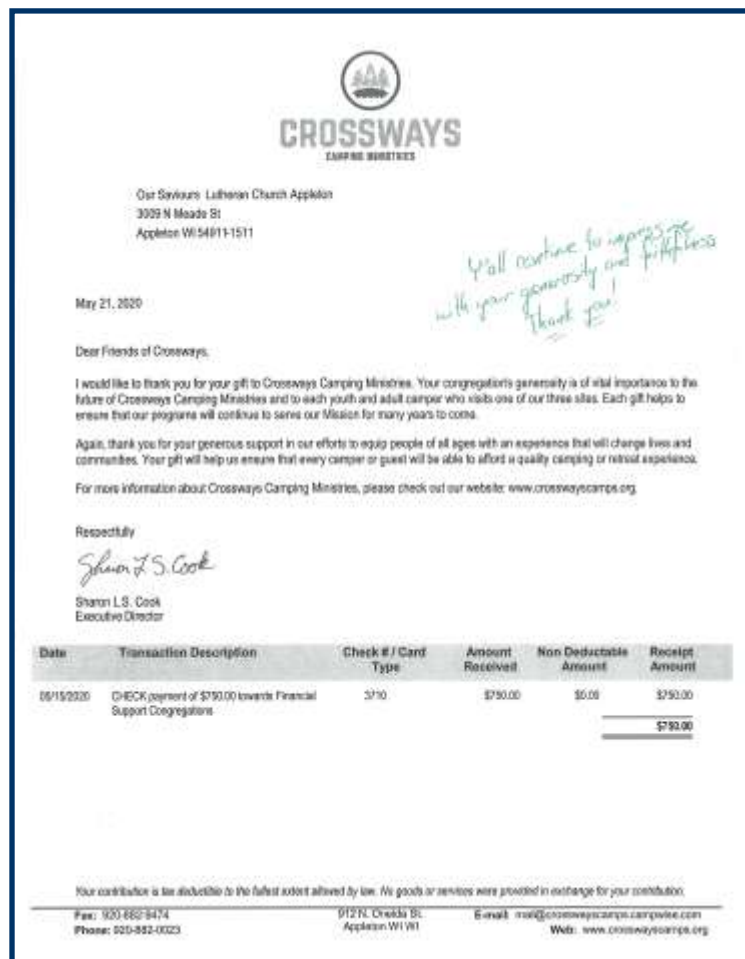 CROSSWAYS
CAMPING MINISTRIES
Our Saviours Lutheran Church Appleton
3009 N Meade St
Appleton WI 54911-1511
Y'all continue to impress me
with your generosity and faithfulness
Thank you!
May 21, 2020
Dear Friends of Crossways,
I would like to thank you for your gift to Crossways Camping Ministries. Your congregation's generosity is of vital importance to the
future of Crossways Camping Ministries and to each youth and adult camper who visits one of our three sites. Each gift helps to
ensure that our programs will continue to serve our Mission for many years to come.
Again, thank you for your generous support in our efforts to equip people of all ages with an experience that will change lives and
communities. Your gift will help us ensure that every camper or guest will be able to afford a quality camping or retreat experience.
For more information about Crossways Camping Ministries, please check out our website: www.crosswayscamps.org
Respectfully
Sharon L S. Cook
Sharon L.S. Cook
Executive Director
Date Transaction Description Check # / Card Type Amount Received Non Deductable Amount Receipt Amount
05/15/2020 CHECK payment of $750.00 towards Financial Support Congregations 3710 $750.00 $0.00 $750.00
$750.00
Your contribution is tax deductible to the fullest extent allowed by law. No goods or services were provided in exchange for your contribution.
Fax: 920-882-9474 912 N. Oneida St. E-mail: mail@crosswayscamps.campwise.com
Phone: 920-882-0023 Appleton WI WI Web: www.crosswayscamps.org